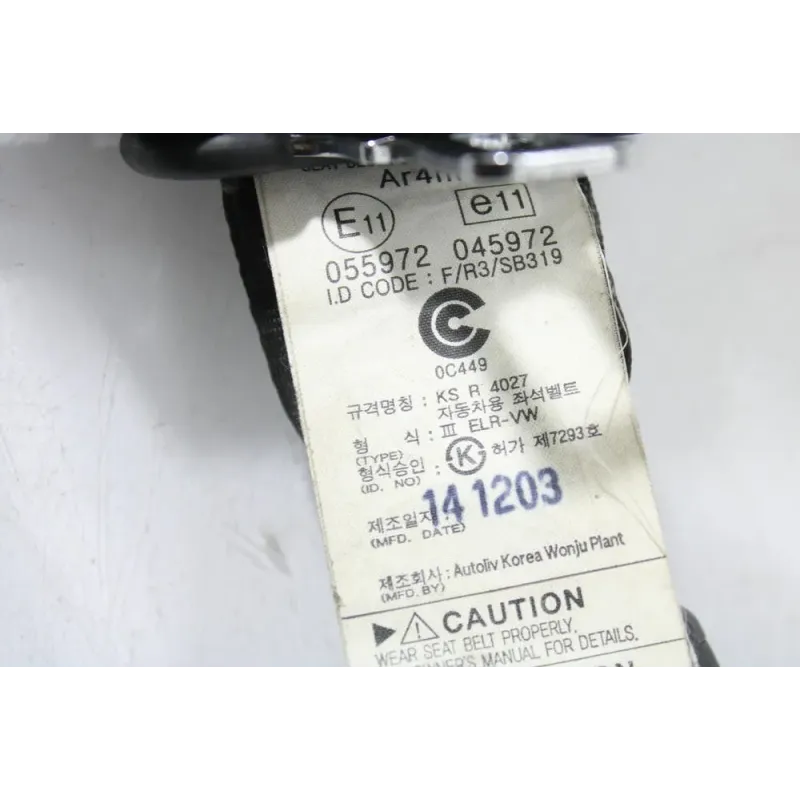 Ar4m
E11 e11
055972 045972
I.D CODE : F/R3/SB319
0C449
규격명칭 : KS R 4027
자동차용 좌석벨트
형 식 : Ⅲ ELR-VW
(TYPE)
형식승인 : K 허가 제7293호
(ID. NO)
제조일자 : 14 1203
(MFD. DATE)
제조회사 : Autoliv Korea Wonju Plant
(MFD. BY)
CAUTION
WEAR SEAT BELT PROPERLY.
OWNER'S MANUAL FOR DETAILS.